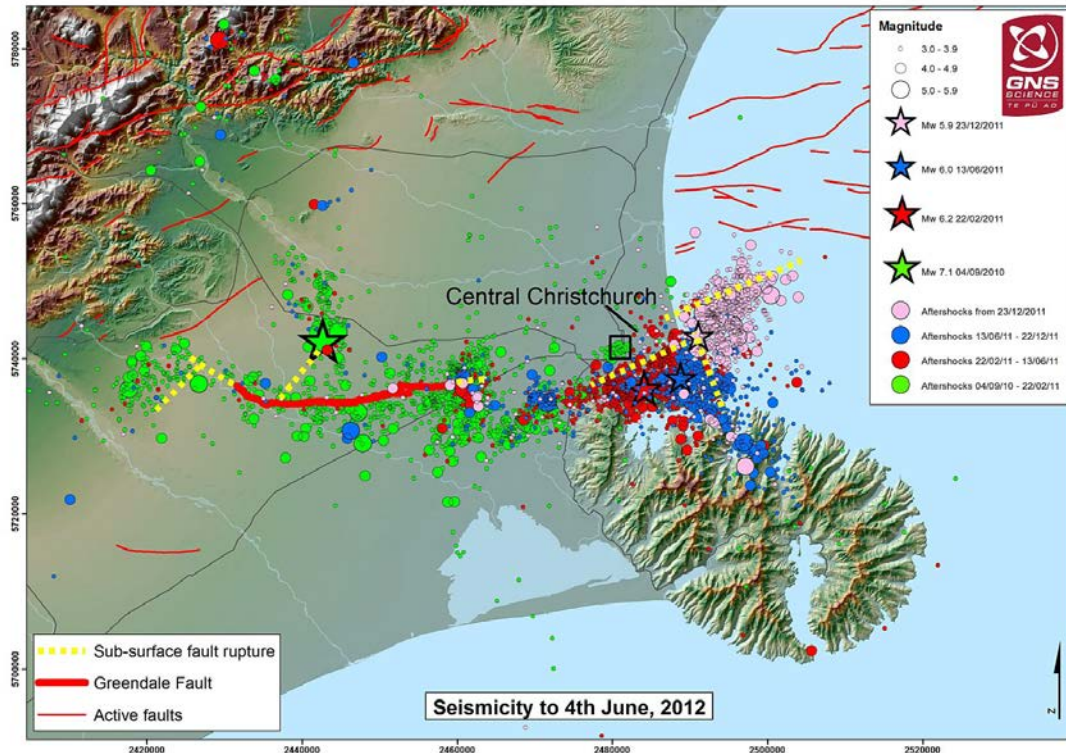 Magnitude
3.0 - 3.9
4.0 - 4.9
5.0 - 5.9
GNS
SCIENCE
TE PŪ AO
Mw 5.9 23/12/2011
Mw 6.0 13/06/2011
Mw 6.2 22/02/2011
Mw 7.1 04/09/2010
Aftershocks from 23/12/2011
Aftershocks 13/06/11 - 22/12/11
Aftershocks 22/02/11 - 13/06/11
Aftershocks 04/09/10 - 22/02/11
5780000
5760000
5740000
5720000
5700000
Central Christchurch
Sub-surface fault rupture
Greendale Fault
Active faults
Seismicity to 4th June, 2012
N
2420000
2440000
2460000
2480000
2500000
2520000